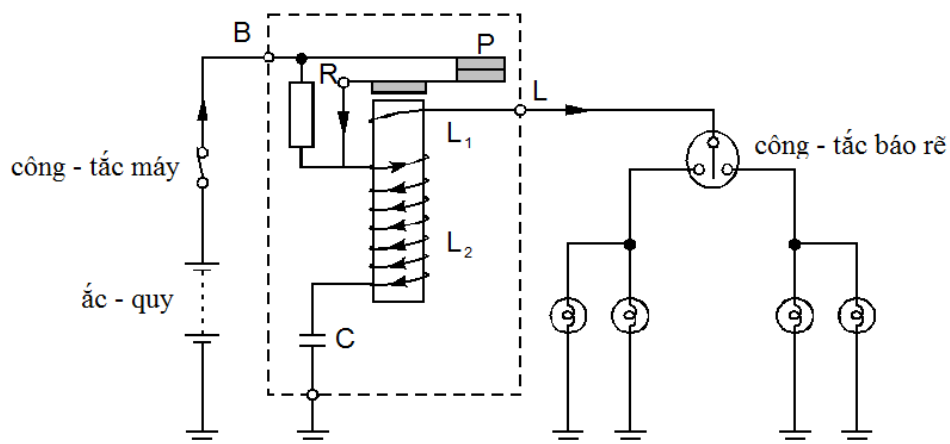 B
P
R
L
L₁
công - tắc máy
công - tắc báo rẽ
L₂
ắc - quy
C